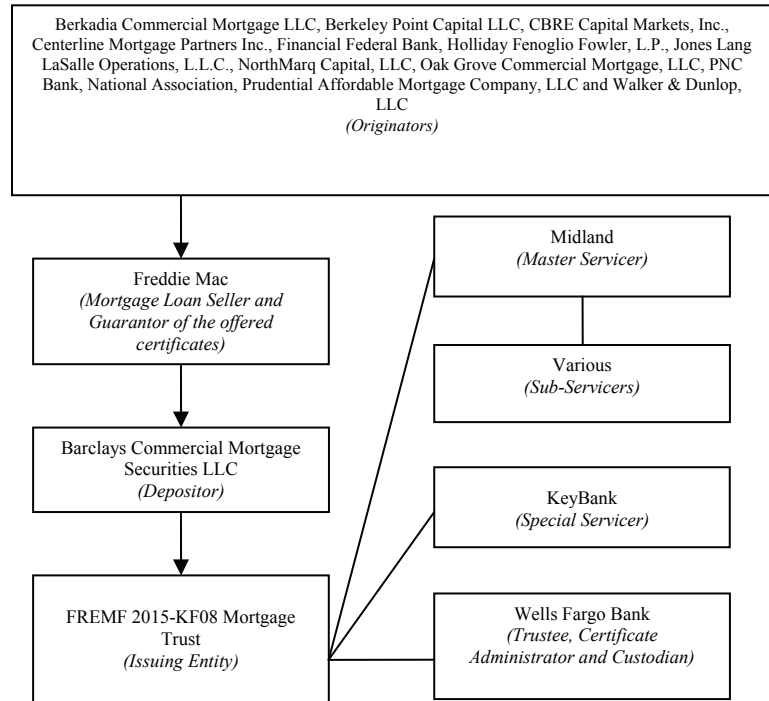 Berkadia Commercial Mortgage LLC, Berkeley Point Capital LLC, CBRE Capital Markets, Inc.,
Centerline Mortgage Partners Inc., Financial Federal Bank, Holliday Fenoglio Fowler, L.P., Jones Lang
LaSalle Operations, L.L.C., NorthMarq Capital, LLC, Oak Grove Commercial Mortgage, LLC, PNC
Bank, National Association, Prudential Affordable Mortgage Company, LLC and Walker & Dunlop,
LLC
(Originators)
Freddie Mac
(Mortgage Loan Seller and
Guarantor of the offered
certificates)
Barclays Commercial Mortgage
Securities LLC
(Depositor)
FREMF 2015-KF08 Mortgage
Trust
(Issuing Entity)
Midland
(Master Servicer)
Various
(Sub-Servicers)
KeyBank
(Special Servicer)
Wells Fargo Bank
(Trustee, Certificate
Administrator and Custodian)